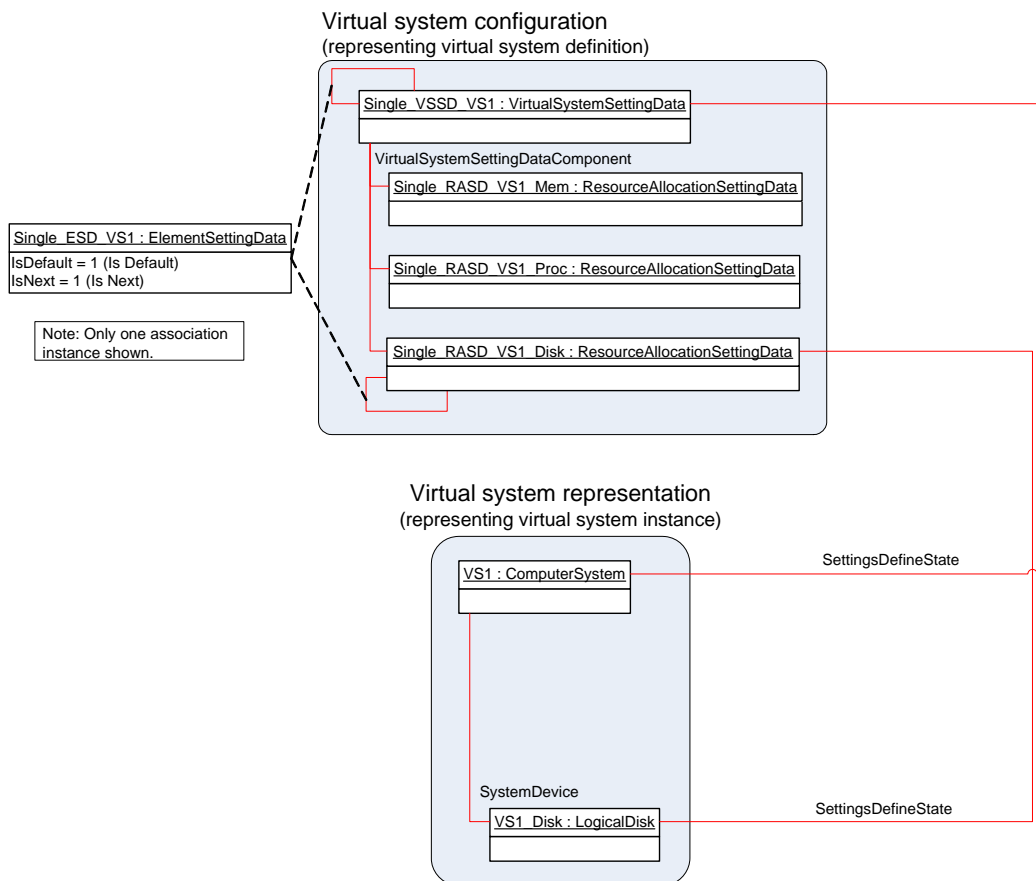 Virtual system configuration
(representing virtual system definition)
Single_VSSD_VS1 : VirtualSystemSettingData
VirtualSystemSettingDataComponent
Single_RASD_VS1_Mem : ResourceAllocationSettingData
Single_ESD_VS1 : ElementSettingData
IsDefault = 1 (Is Default)
IsNext = 1 (Is Next)
Single_RASD_VS1_Proc : ResourceAllocationSettingData
Note: Only one association
instance shown.
Single_RASD_VS1_Disk : ResourceAllocationSettingData
Virtual system representation
(representing virtual system instance)
VS1 : ComputerSystem
SettingsDefineState
SystemDevice
VS1_Disk : LogicalDisk
SettingsDefineState